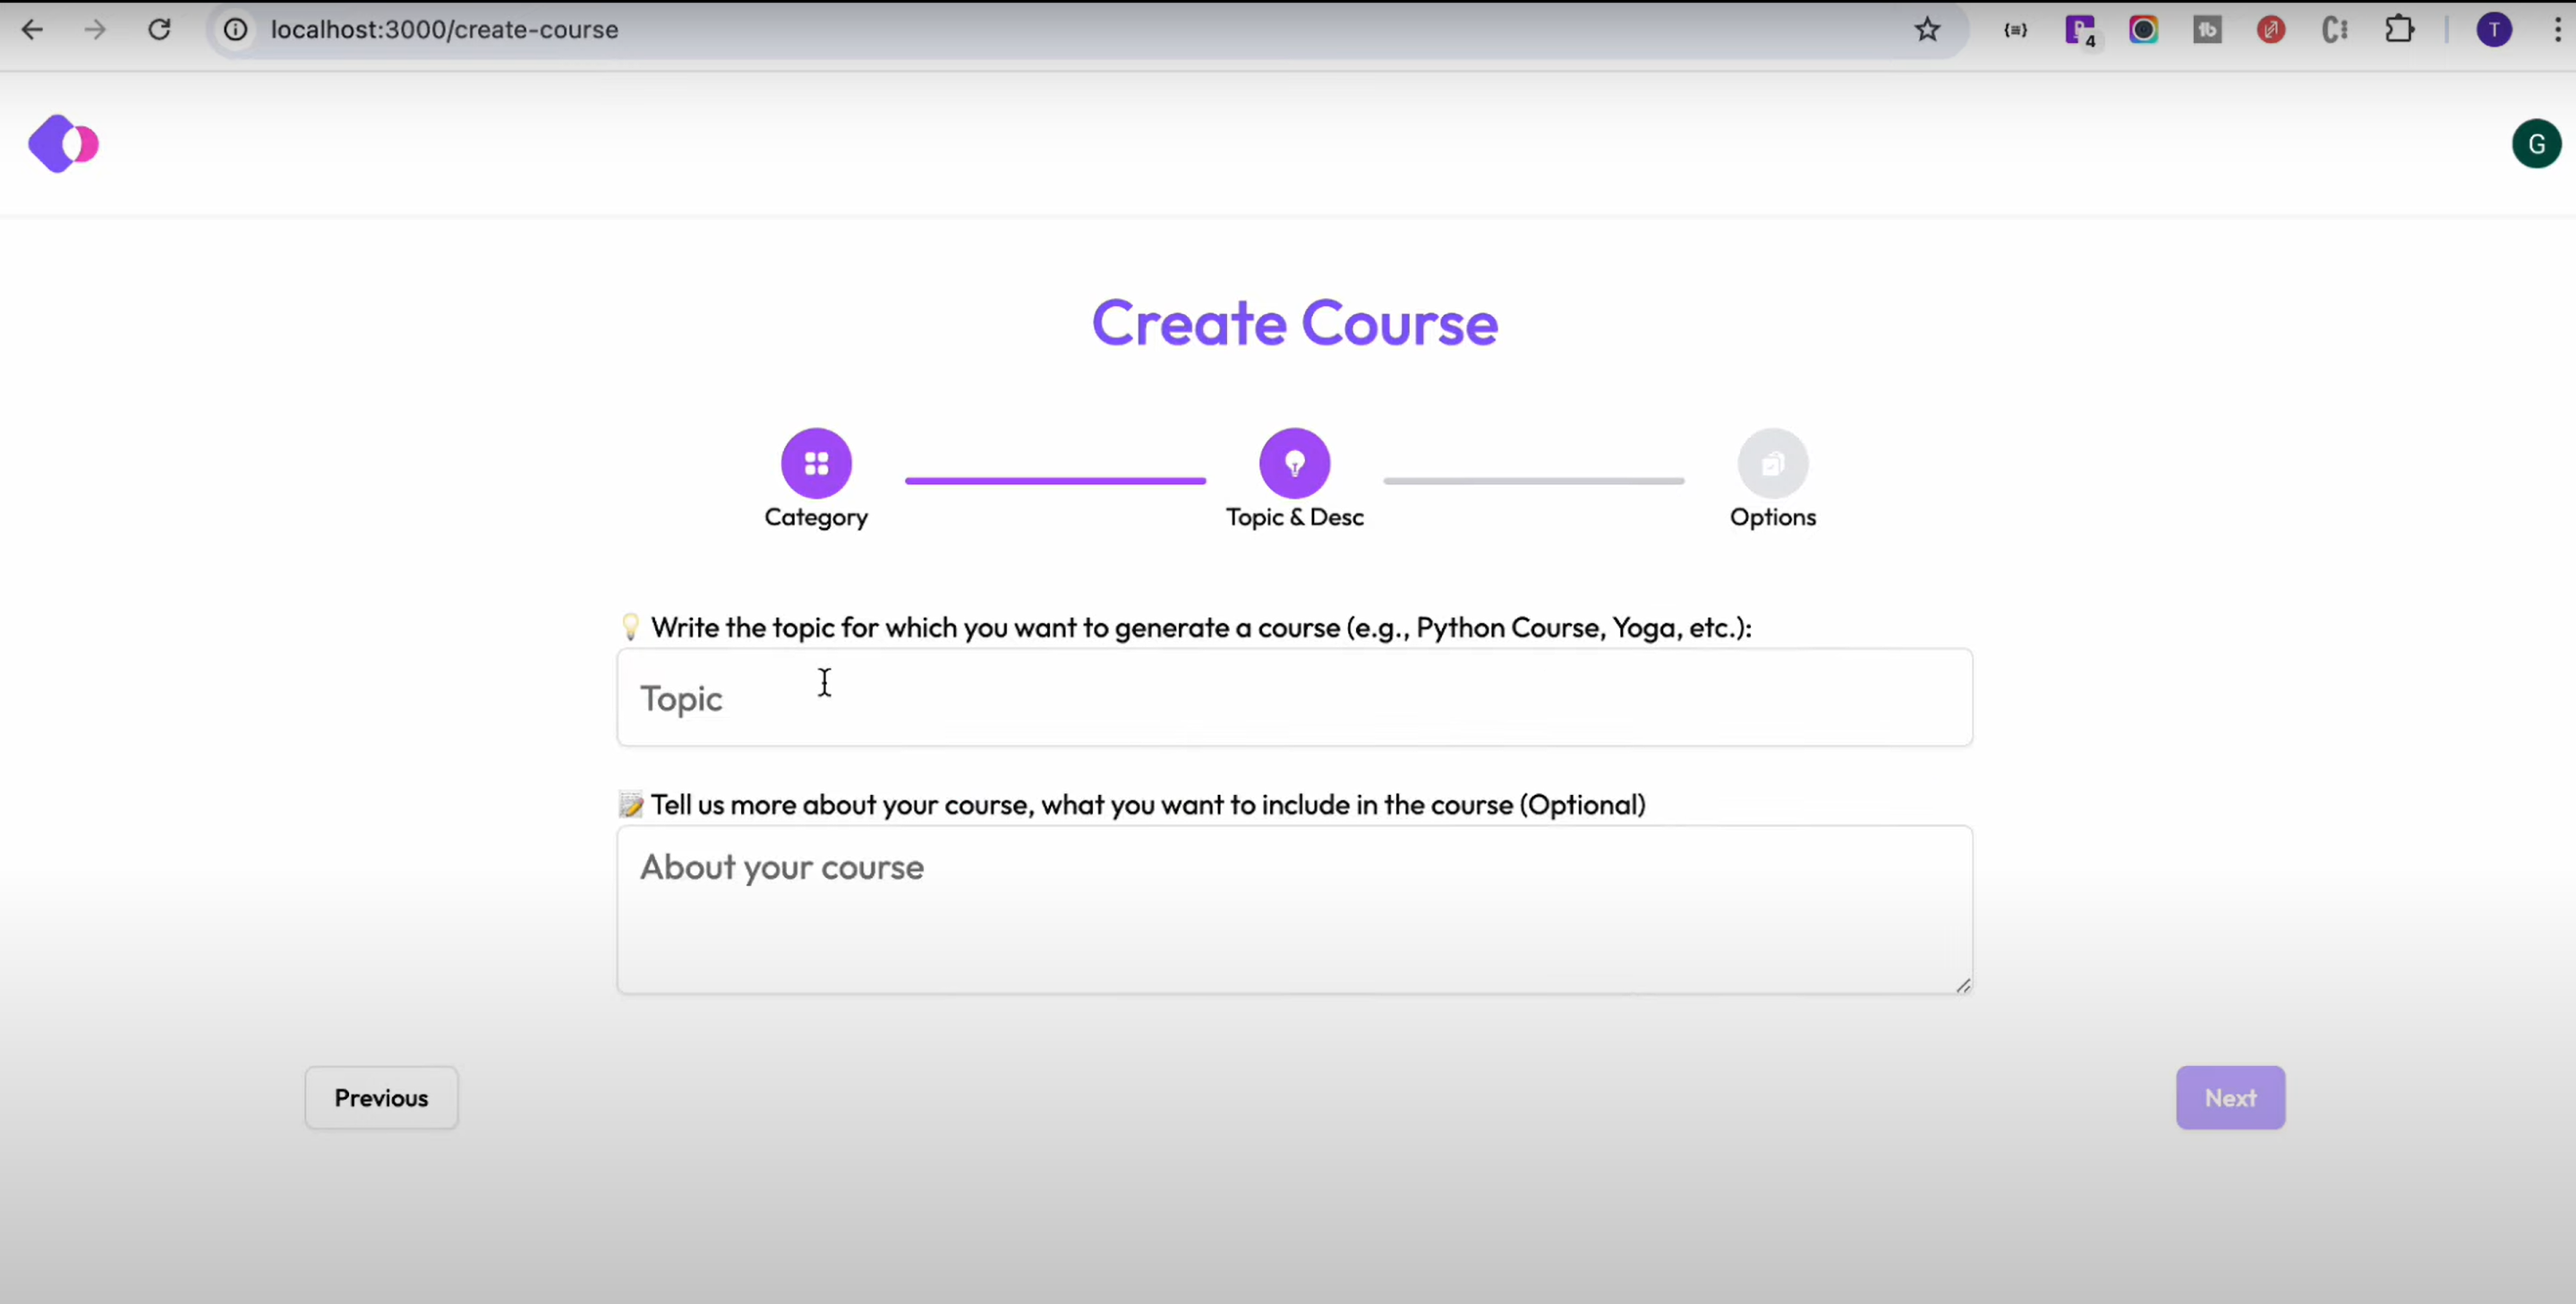 localhost:3000/create-course
4
tb
T
G
Create Course
Category
Topic & Desc
Options
💡 Write the topic for which you want to generate a course (e.g., Python Course, Yoga, etc.):
Topic
📝 Tell us more about your course, what you want to include in the course (Optional)
About your course
Previous
Next